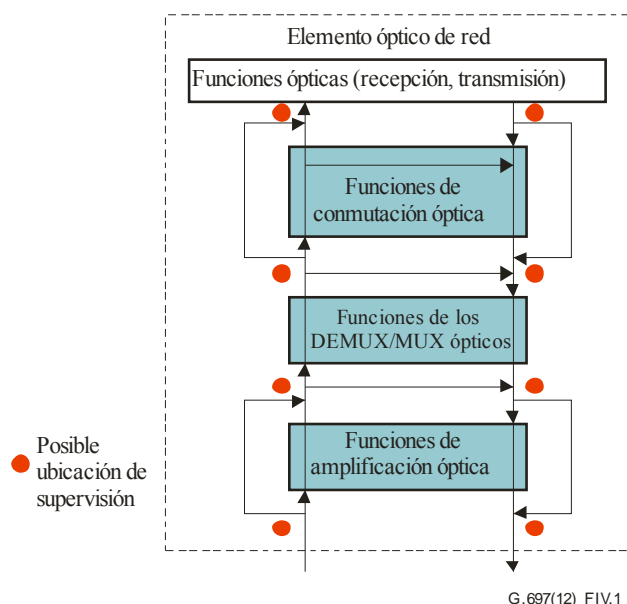 Elemento óptico de red
Funciones ópticas (recepción, transmisión)
Funciones de
conmutación óptica
Funciones de los
DEMUX/MUX ópticos
Funciones de
amplificación óptica
Posible
ubicación de
supervisión
G.697(12)_FIV.1